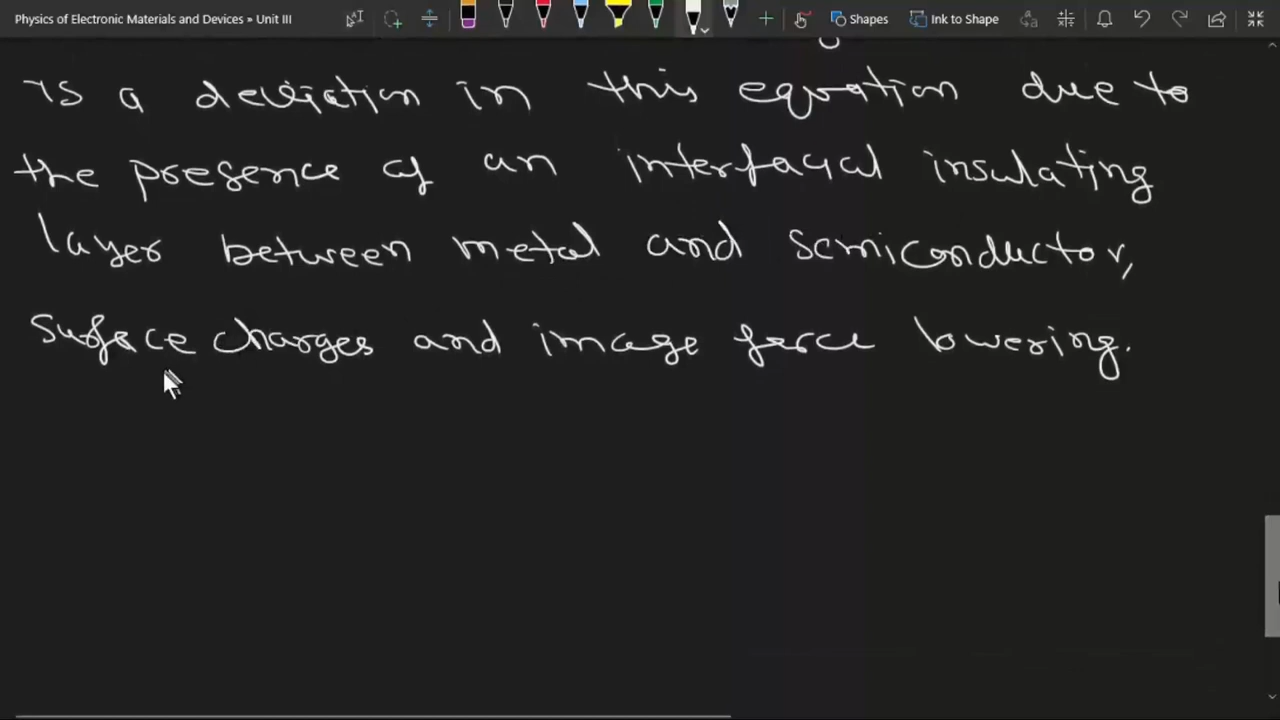 Physics of Electronic Materials and Devices » Unit III
Shapes
Ink to Shape
is a deviation in this equation due to
the presence of an interfacial insulating
layer between metal and semiconductor,
Surface charges and image force lowering.